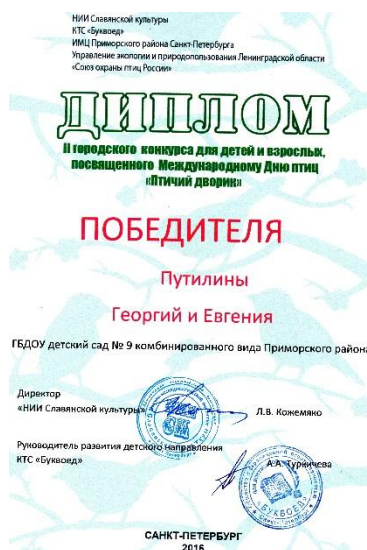 НИИ Славянской культуры
КТС «Буквоед»
ИМЦ Приморского района Санкт-Петербурга
Управление экологии и природопользования Ленинградской области
«Союз охраны птиц России»
ДИПЛОМ
II городского конкурса для детей и взрослых,
посвященного Международному Дню птиц
«Птичий дворик»
ПОБЕДИТЕЛЯ
Путилины
Георгий и Евгения
ГБДОУ детский сад № 9 комбинированного вида Приморского района
Директор
«НИИ Славянской культуры»
Л.В. Кожемяко
Руководитель развития детского направления
КТС «Буквоед»
А.А. Туркичева
"БУКВОЕД"
САНКТ-ПЕТЕРБУРГ
2016